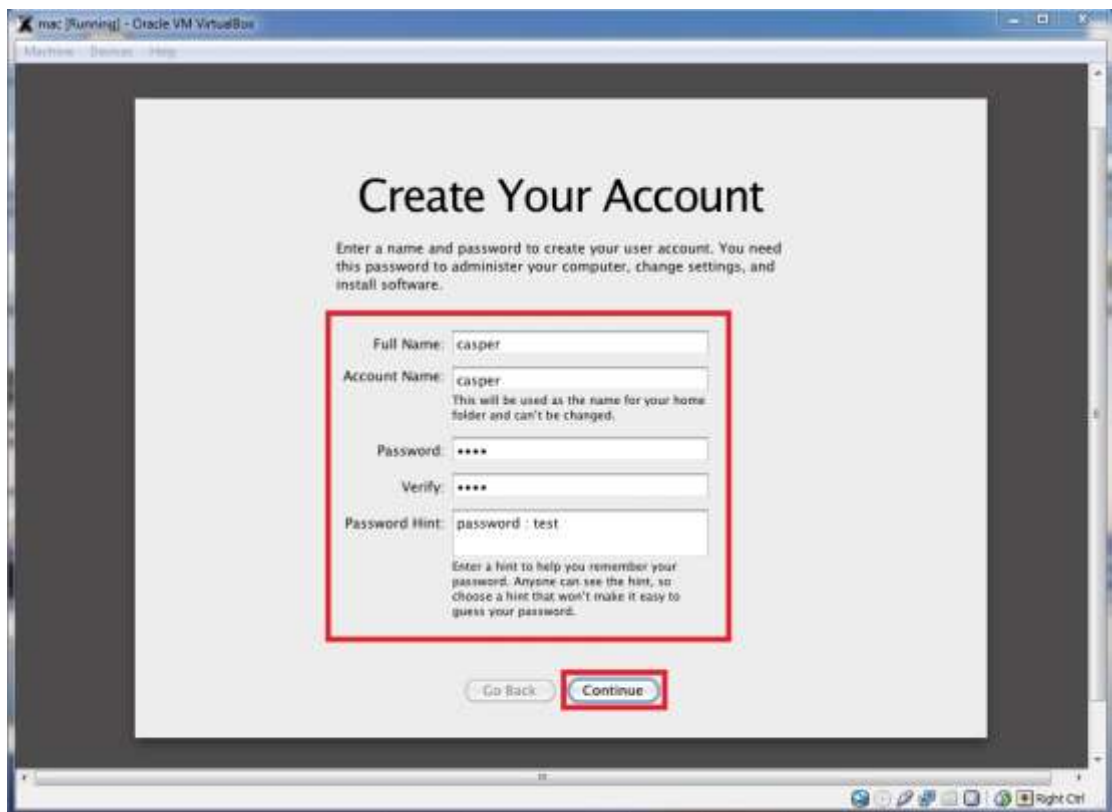 mac [Running] - Oracle VM VirtualBox
Machine Devices Help
Create Your Account
Enter a name and password to create your user account. You need
this password to administer your computer, change settings, and
install software.
Full Name: casper
Account Name: casper
This will be used as the name for your home
folder and can't be changed.
Password: ••••
Verify: ••••
Password Hint: password : test
Enter a hint to help you remember your
password. Anyone can see the hint, so
choose a hint that won't make it easy to
guess your password.
Go Back Continue
Right Ctrl